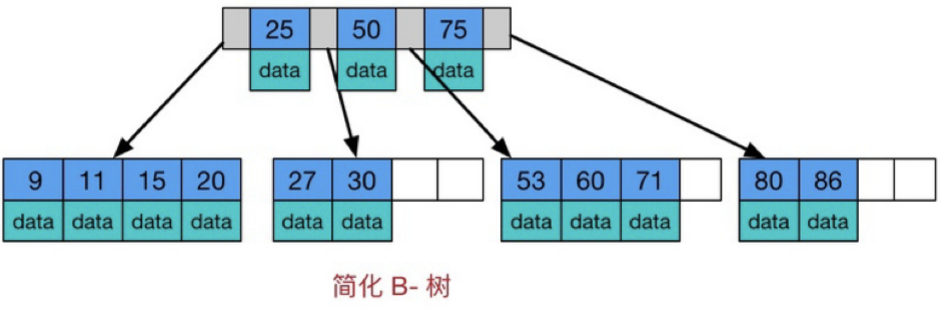 25 50 75
data data data
9 11 15 20 27 30 53 60 71 80 86
data data data data data data data data data data data
简化 B- 树